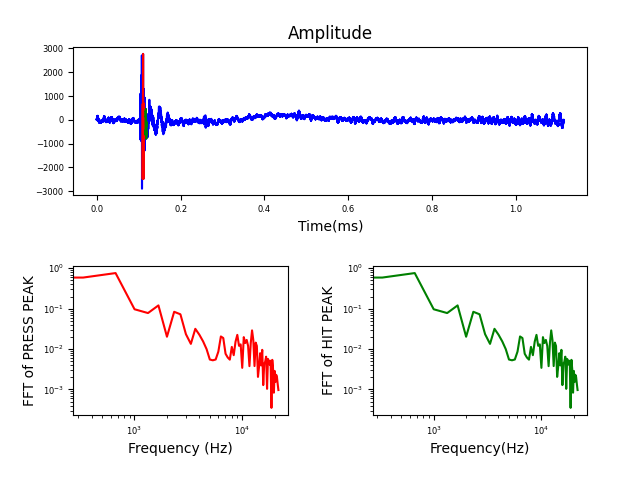 Amplitude
3000
2000
1000
0
−1000
−2000
−3000
0.0 0.2 0.4 0.6 0.8 1.0
Time(ms)
FFT of PRESS PEAK
10⁰
10⁻¹
10⁻²
10⁻³
10³ 10⁴
Frequency (Hz)
FFT of HIT PEAK
10⁰
10⁻¹
10⁻²
10⁻³
10³ 10⁴
Frequency(Hz)